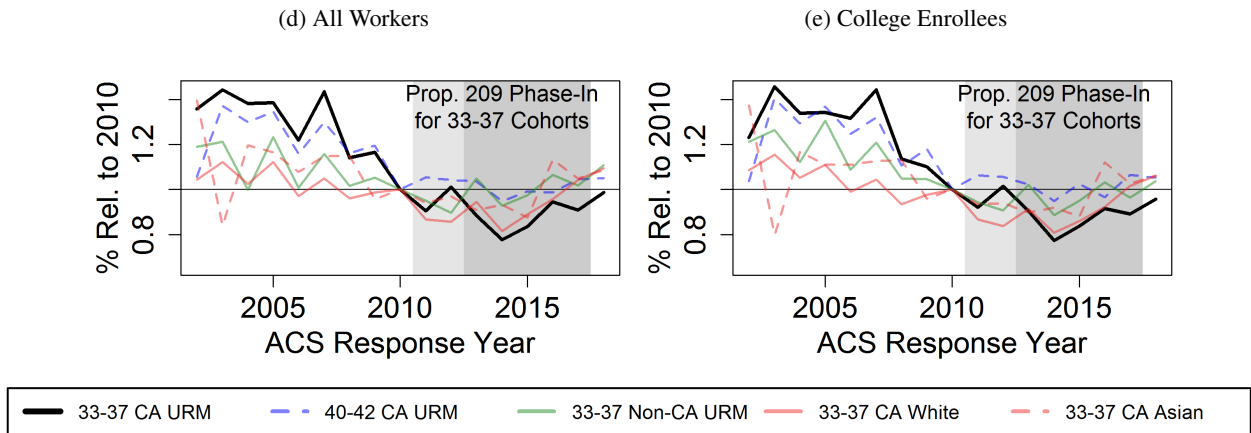 (d) All Workers
(e) College Enrollees
% Rel. to 2010
0.8
1.2
Prop. 209 Phase-In
for 33-37 Cohorts
2005
2010
2015
ACS Response Year
% Rel. to 2010
0.8
1.2
Prop. 209 Phase-In
for 33-37 Cohorts
2005
2010
2015
ACS Response Year
33-37 CA URM
40-42 CA URM
33-37 Non-CA URM
33-37 CA White
33-37 CA Asian